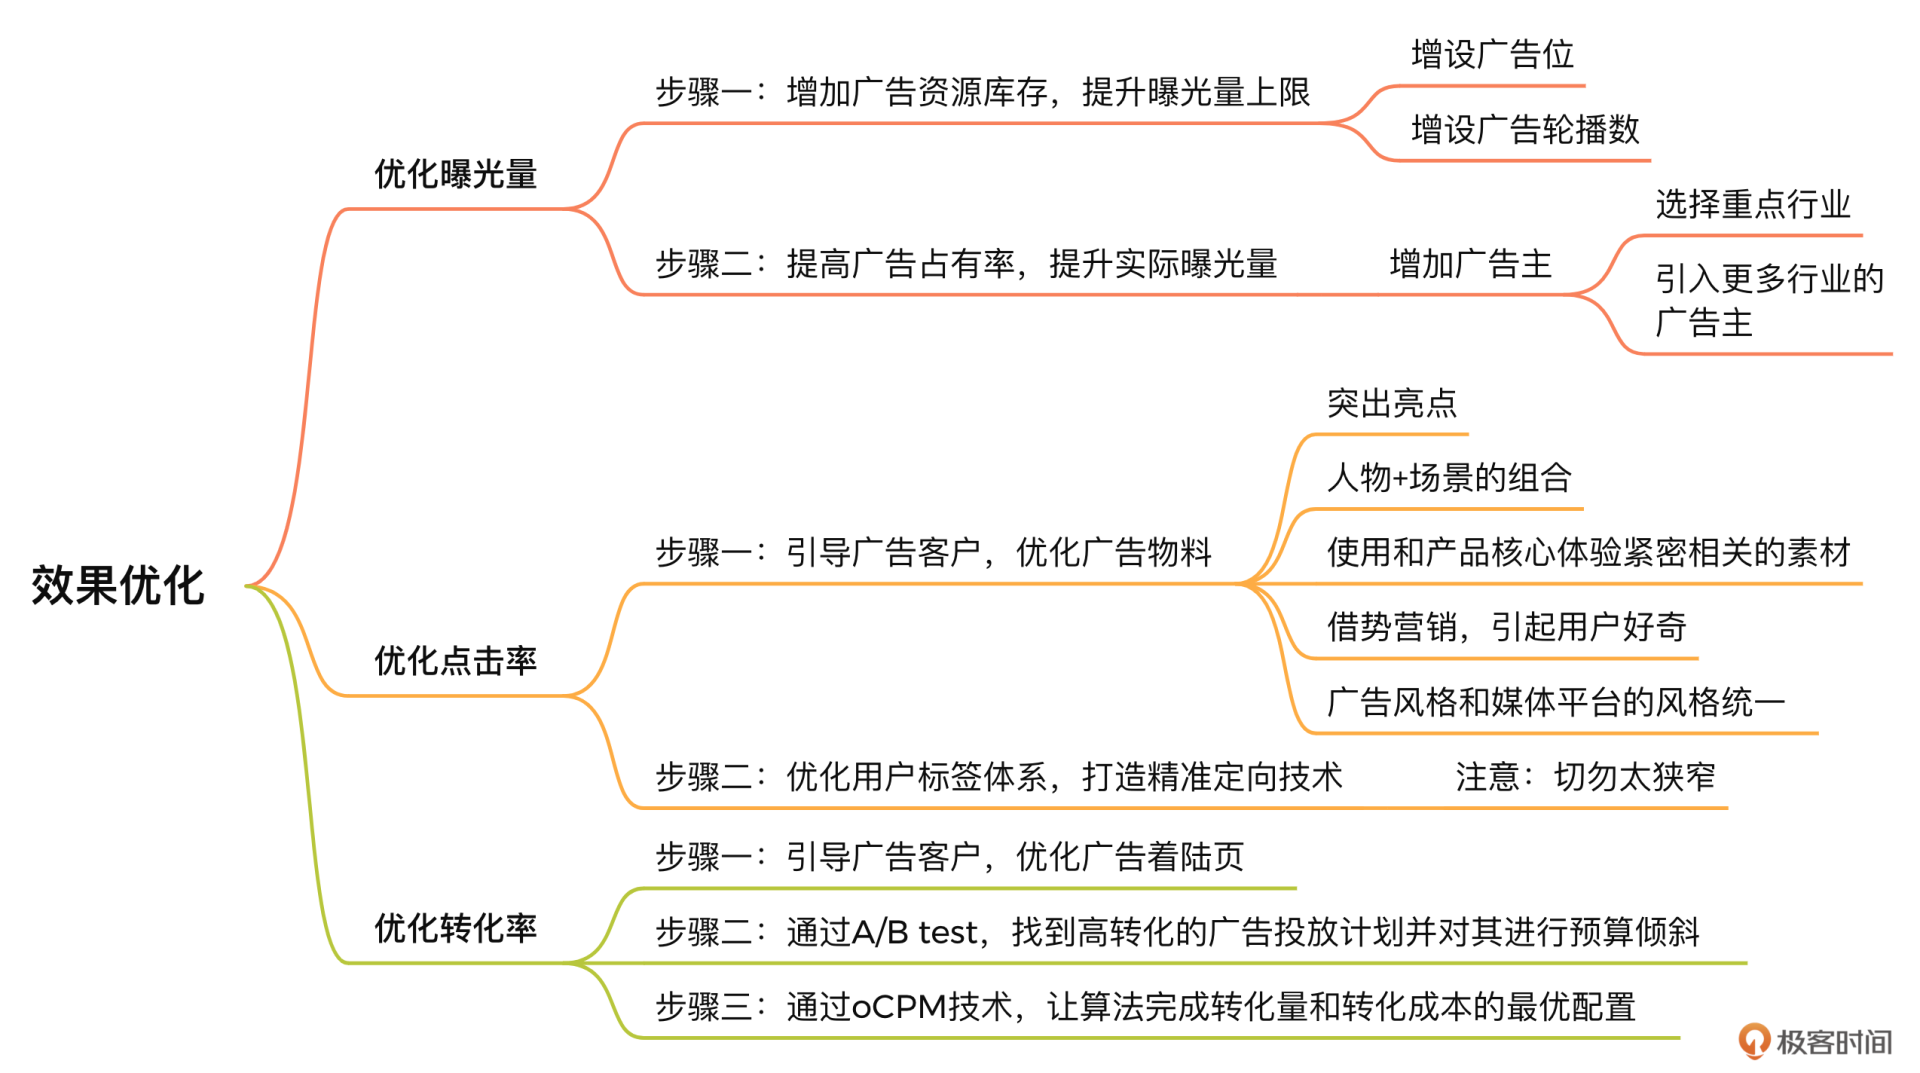 效果优化
优化曝光量
步骤一：增加广告资源库存，提升曝光量上限
增设广告位
增设广告轮播数
步骤二：提高广告占有率，提升实际曝光量
增加广告主
选择重点行业
引入更多行业的
广告主
优化点击率
步骤一：引导广告客户，优化广告物料
突出亮点
人物+场景的组合
使用和产品核心体验紧密相关的素材
借势营销，引起用户好奇
广告风格和媒体平台的风格统一
步骤二：优化用户标签体系，打造精准定向技术
注意：切勿太狭窄
优化转化率
步骤一：引导广告客户，优化广告着陆页
步骤二：通过A/B test，找到高转化的广告投放计划并对其进行预算倾斜
步骤三：通过oCPM技术，让算法完成转化量和转化成本的最优配置
极客时间